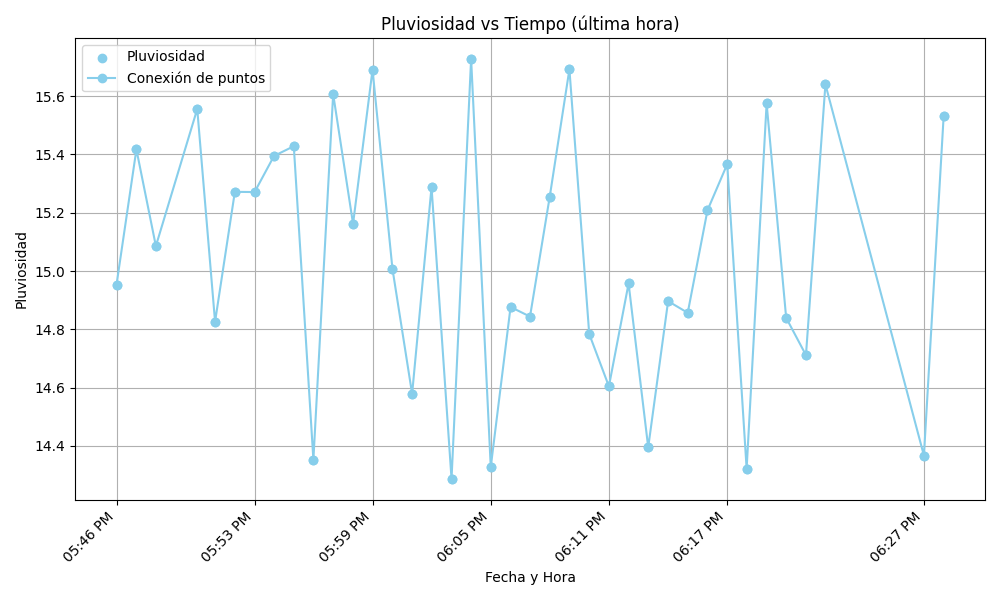 Pluviosidad vs Tiempo (última hora)
Pluviosidad
Conexión de puntos
15.6
15.4
15.2
15.0
14.8
14.6
14.4
Pluviosidad
05:46 PM
05:53 PM
05:59 PM
06:05 PM
06:11 PM
06:17 PM
06:27 PM
Fecha y Hora